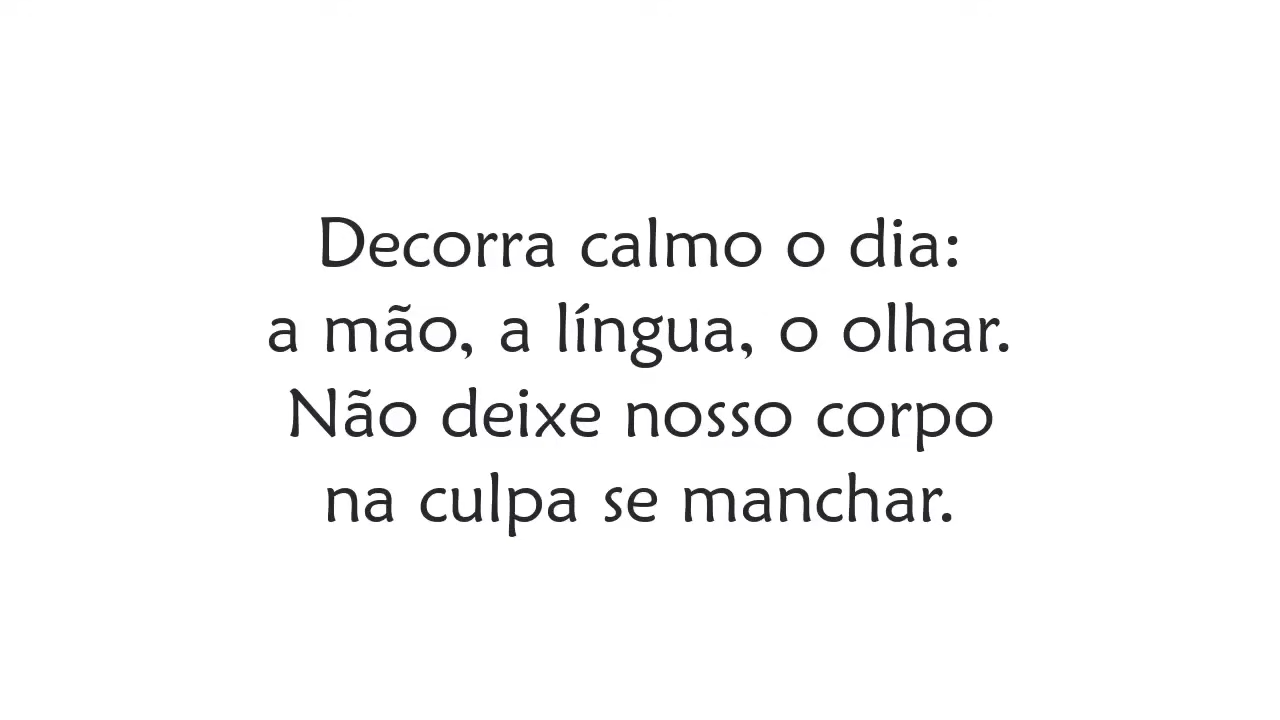 Decorra calmo o dia:
a mão, a língua, o olhar.
Não deixe nosso corpo
na culpa se manchar.